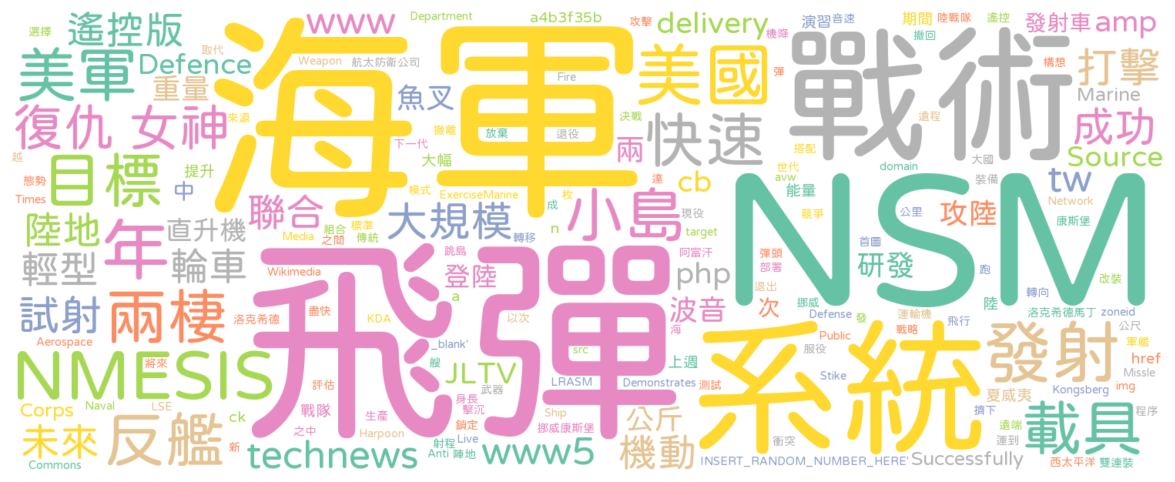 選擇
Department
a4b3f35b
攻擊
演習
音速
期間
陸戰隊
遙控
遙控版
www
delivery
棲降
撤回
發射車
amp
取代
Weapon
航太防衛公司
Fire
彈
構想
美軍
Defence
海軍
美國
戰術
打擊
重量
來源
魚叉
決戰
遠程
Marine
復仇
女神
撤離
放棄
退役
快速
搭配
成功
越
下一代
兩
世代
大國
Source
態勢
提升
大幅
達
domain
目標
中
模式
ExerciseMarine
枚
cb
avw
裝備
tw
Times
聯合
組合
標準
成
小島
現役
能量
Network
Media
之間
傳統
大規模
n
競爭
公里
康斯堡
攻陸
陸地
年
直升機
轉移
target
NSM
首圖
跳島
阿富汗
彈頭
研發
跑
改裝
輕型
輪車
Wikimedia
登陸
php
部署
陸
轉向
a
退出
挪威
試射
兩棲
洛克希德
盡快
以次
海
波音
次
Defense
運輸機
飛行
洛克希德馬丁
zoneid
KDA
飛彈
發
戰略
公尺
Aerospace
_blank'
src
Public
軍艦
系統
發射
NMESIS
將來
艘
上週
服役
href
評估
JLTV
LRASM
Demonstrates
測試
Stike
Missle
武器
Kongsberg
img
夏威夷
Corps
Naval
LSE
ck
戰隊
生產
身長
擊沉
Ship
公斤
擠下
載具
程序
未來
反艦
新
鎖定
Harpoon
Live
挪威康斯堡
遠端
之中
射程
機動
衝突
運到
Commons
technews
Anti
陣地
www5
INSERT_RANDOM_NUMBER_HERE'
Successfully
西太平洋
雙連裝